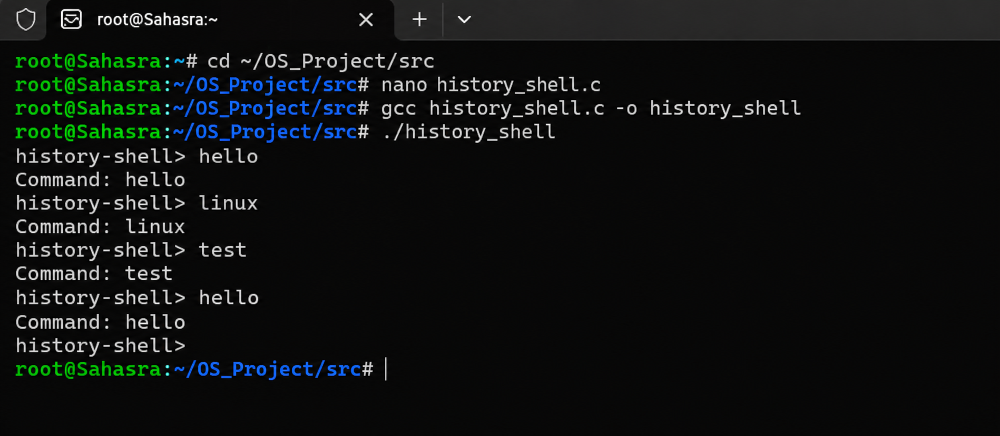 root@Sahasra:~
root@Sahasra:~# cd ~/OS_Project/src
root@Sahasra:~/OS_Project/src# nano history_shell.c
root@Sahasra:~/OS_Project/src# gcc history_shell.c -o history_shell
root@Sahasra:~/OS_Project/src# ./history_shell
history-shell> hello
Command: hello
history-shell> linux
Command: linux
history-shell> test
Command: test
history-shell> hello
Command: hello
history-shell>
root@Sahasra:~/OS_Project/src#